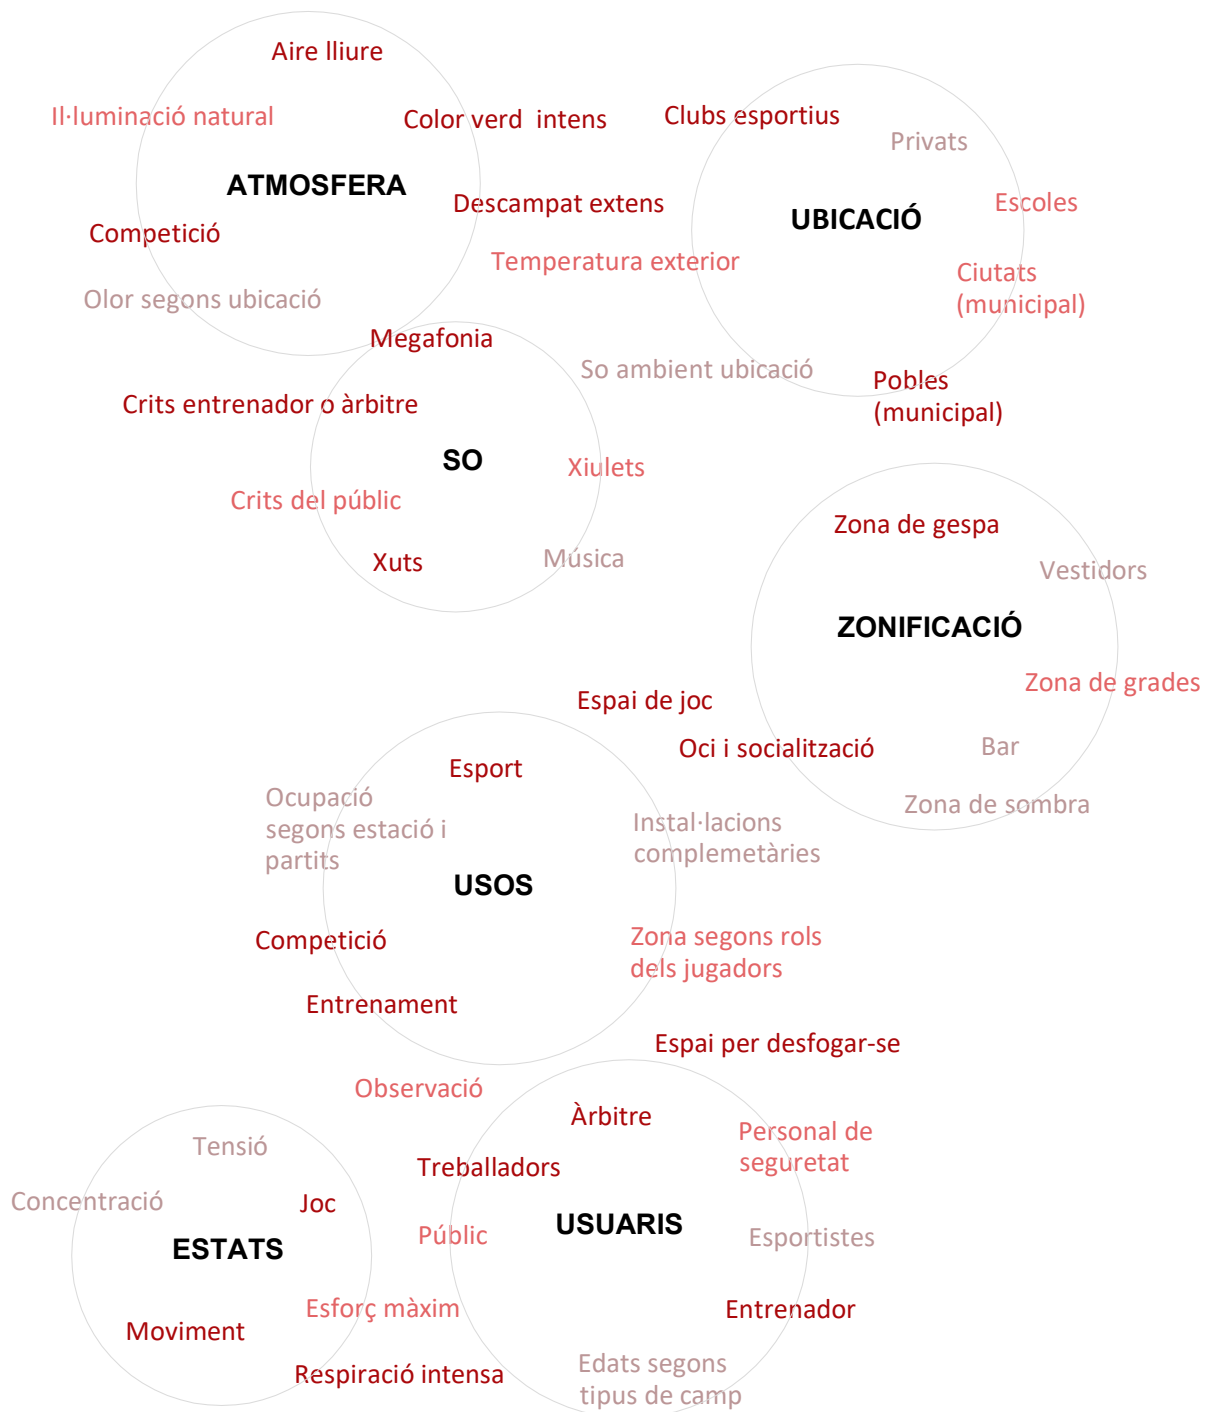 Aire lliure
Il·luminació natural
Color verd  intens
ATMOSFERA
Descampat extens
Competició
Temperatura exterior
Olor segons ubicació
Clubs esportius
Privats
Escoles
UBICACIÓ
Ciutats
(municipal)
Pobles
(municipal)
Megafonia
So ambient ubicació
Crits entrenador o àrbitre
SO
Xiulets
Crits del públic
Xuts
Música
Zona de gespa
Vestidors
ZONIFICACIÓ
Zona de grades
Bar
Zona de sombra
Espai de joc
Oci i socialització
Esport
Ocupació
segons estació i
partits
Instal·lacions
complemetàries
USOS
Competició
Zona segons rols
dels jugadors
Entrenament
Espai per desfogar-se
Observació
Àrbitre
Personal de
seguretat
Treballadors
USUARIS
Públic
Esportistes
Entrenador
Edats segons
tipus de camp
Tensió
Concentració
Joc
ESTATS
Esforç màxim
Moviment
Respiració intensa